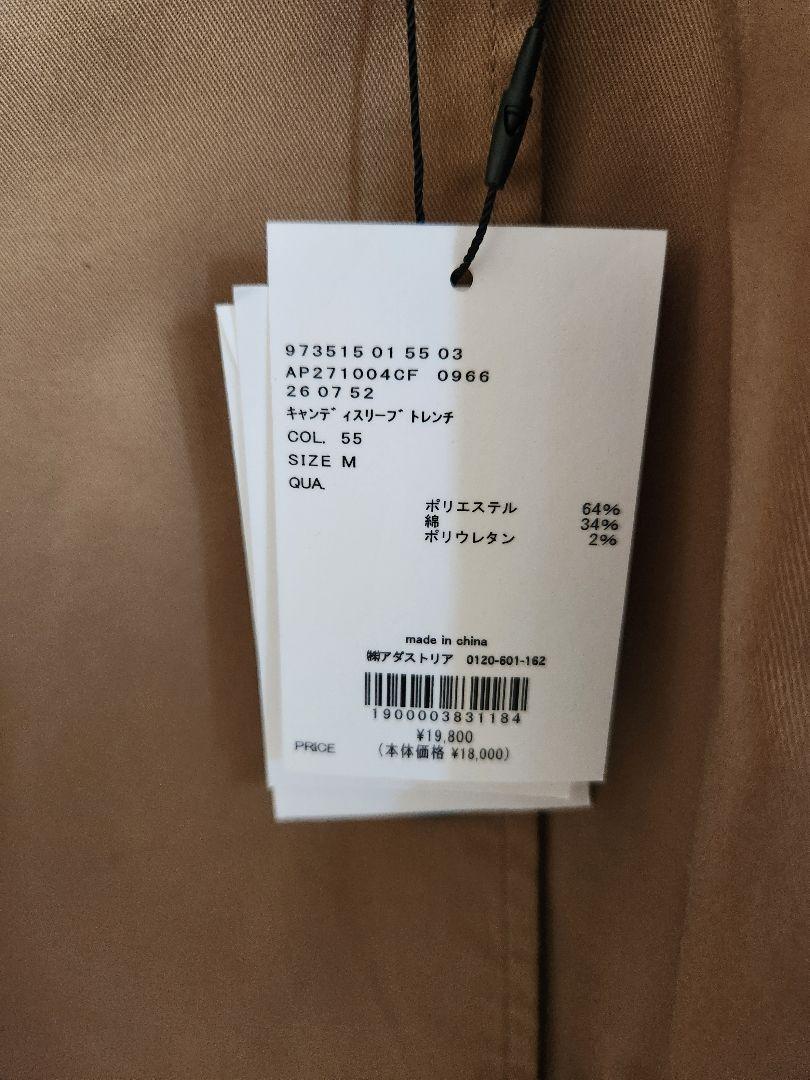 973515 01 55 03
AP271004CF 0966
26 07 52
ｷｬﾝﾃﾞｨｽﾘｰﾌﾞﾄﾚﾝﾁ
COL. 55
SIZE M
QUA.
ポリエステル 64%
綿 34%
ポリウレタン 2%
made in china
㈱アダストリア 0120-601-162
1900003831184
¥19,800
PRICE (本体価格 ¥18,000)